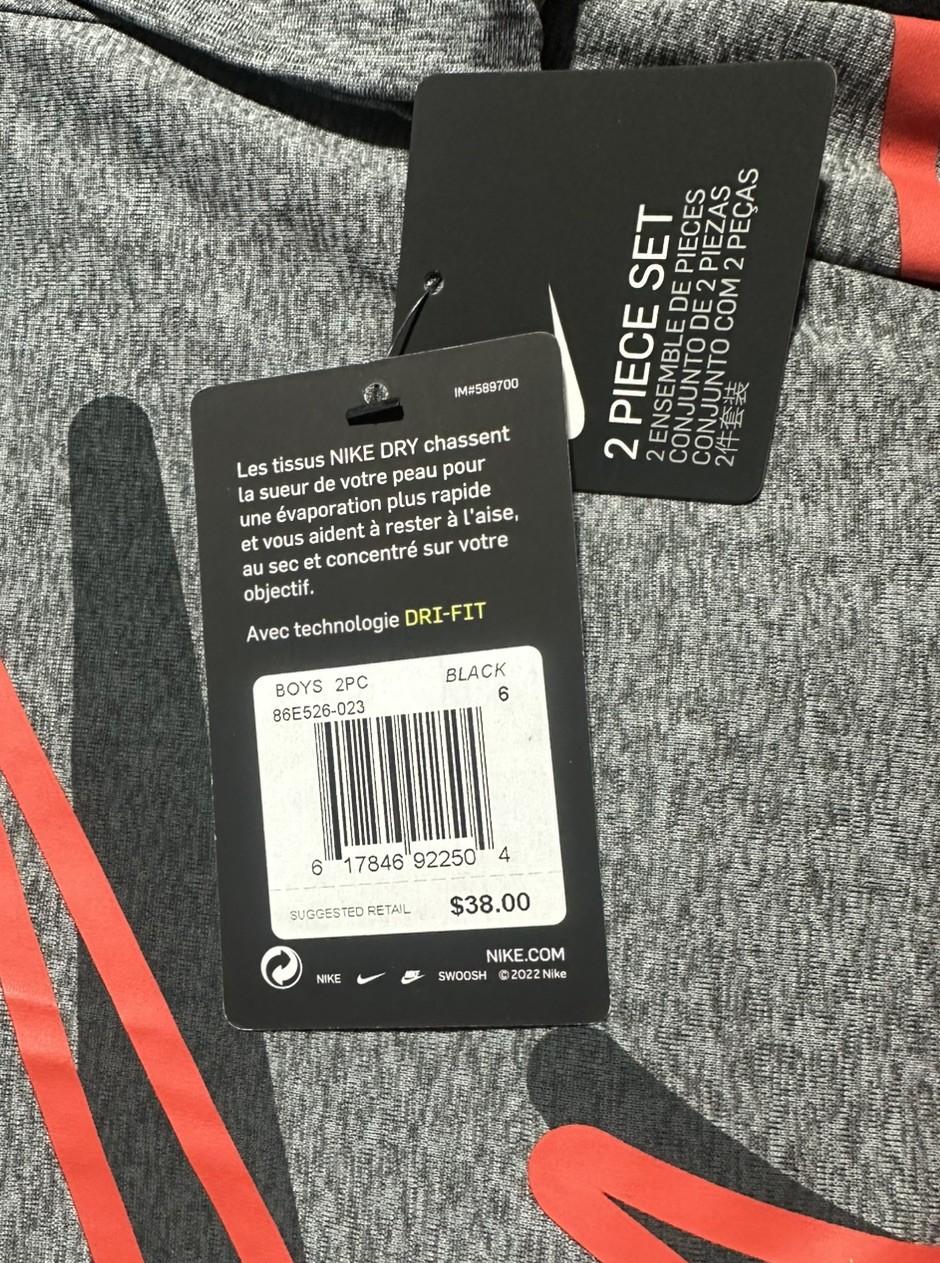 2 PIECE SET
2 ENSEMBLE DE PIECES
CONJUNTO DE 2 PIEZAS
CONJUNTO COM 2 PEÇAS
2件套装
IM#589700
Les tissus NIKE DRY chassent
la sueur de votre peau pour
une évaporation plus rapide
et vous aident à rester à l'aise,
au sec et concentré sur votre
objectif.
Avec technologie DRI-FIT
BOYS 2PC BLACK
86E526-023 6
6 17846 92250 4
SUGGESTED RETAIL $38.00
NIKE.COM
NIKE SWOOSH © 2022 Nike